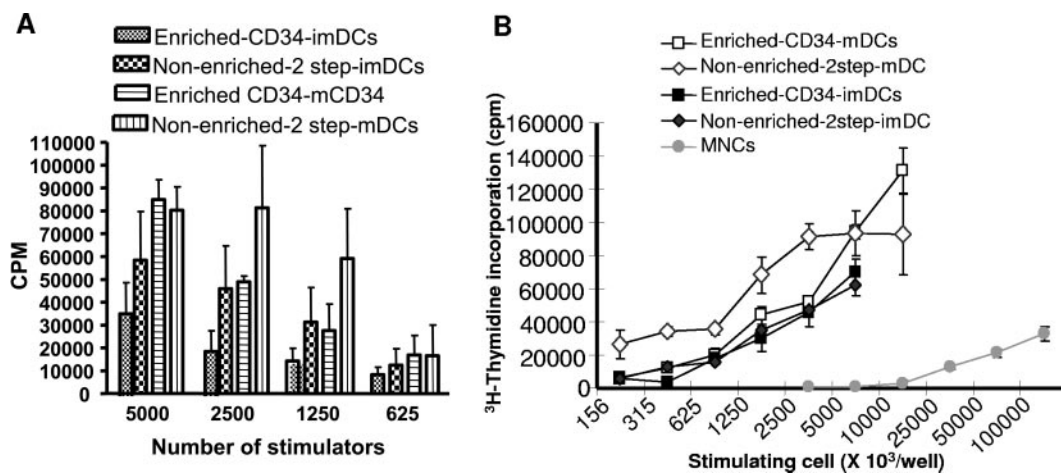 A
Enriched-CD34-imDCs
Non-enriched-2 step-imDCs
Enriched CD34-mCD34
Non-enriched-2 step-mDCs
CPM
110000
100000
90000
80000
70000
60000
50000
40000
30000
20000
10000
0
5000 2500 1250 625
Number of stimulators
B
Enriched-CD34-mDCs
Non-enriched-2step-mDC
Enriched-CD34-imDCs
Non-enriched-2step-imDC
MNCs
³H-Thymidine incorporation (cpm)
160000
140000
120000
100000
80000
60000
40000
20000
0
156 315 625 1250 2500 5000 10000 25000 50000 100000
Stimulating cell (X 10³/well)